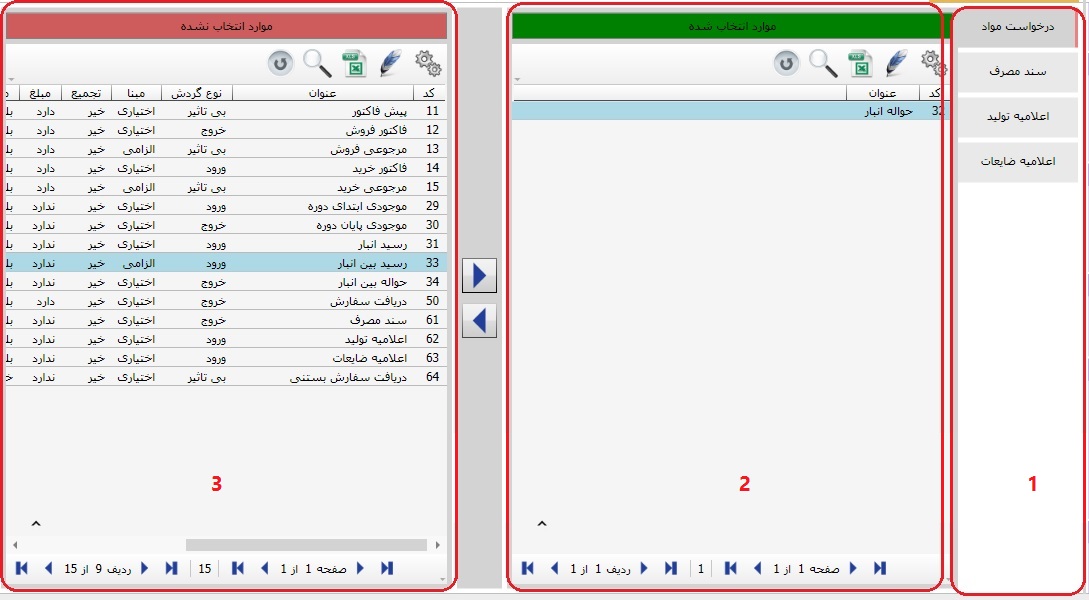 درخواست مواد
سند مصرف
اعلامیه تولید
اعلامیه ضایعات
1
موارد انتخاب شده
کد عنوان
32 حواله انبار
2
صفحه 1 از 1 1 ردیف 1 از 1
موارد انتخاب نشده
کد عنوان نوع گردش مبنا تجمیع مبلغ
11 پیش فاکتور بی تاثیر اختیاری خیر دارد
12 فاکتور فروش خروج اختیاری خیر دارد
13 مرجوعی فروش بی تاثیر الزامی خیر دارد
14 فاکتور خرید ورود اختیاری خیر دارد
15 مرجوعی خرید بی تاثیر الزامی خیر دارد
29 موجودی ابتدای دوره ورود اختیاری خیر ندارد
30 موجودی پایان دوره خروج اختیاری خیر ندارد
31 رسید انبار ورود اختیاری خیر ندارد
33 رسید بین انبار ورود الزامی خیر ندارد
34 حواله بین انبار خروج اختیاری خیر ندارد
50 دریافت سفارش خروج اختیاری خیر دارد
61 سند مصرف خروج اختیاری خیر ندارد
62 اعلامیه تولید ورود اختیاری خیر ندارد
63 اعلامیه ضایعات ورود اختیاری خیر ندارد
64 دریافت سفارش بستنی بی تاثیر اختیاری خیر ندارد
3
صفحه 1 از 1 15 ردیف 9 از 15